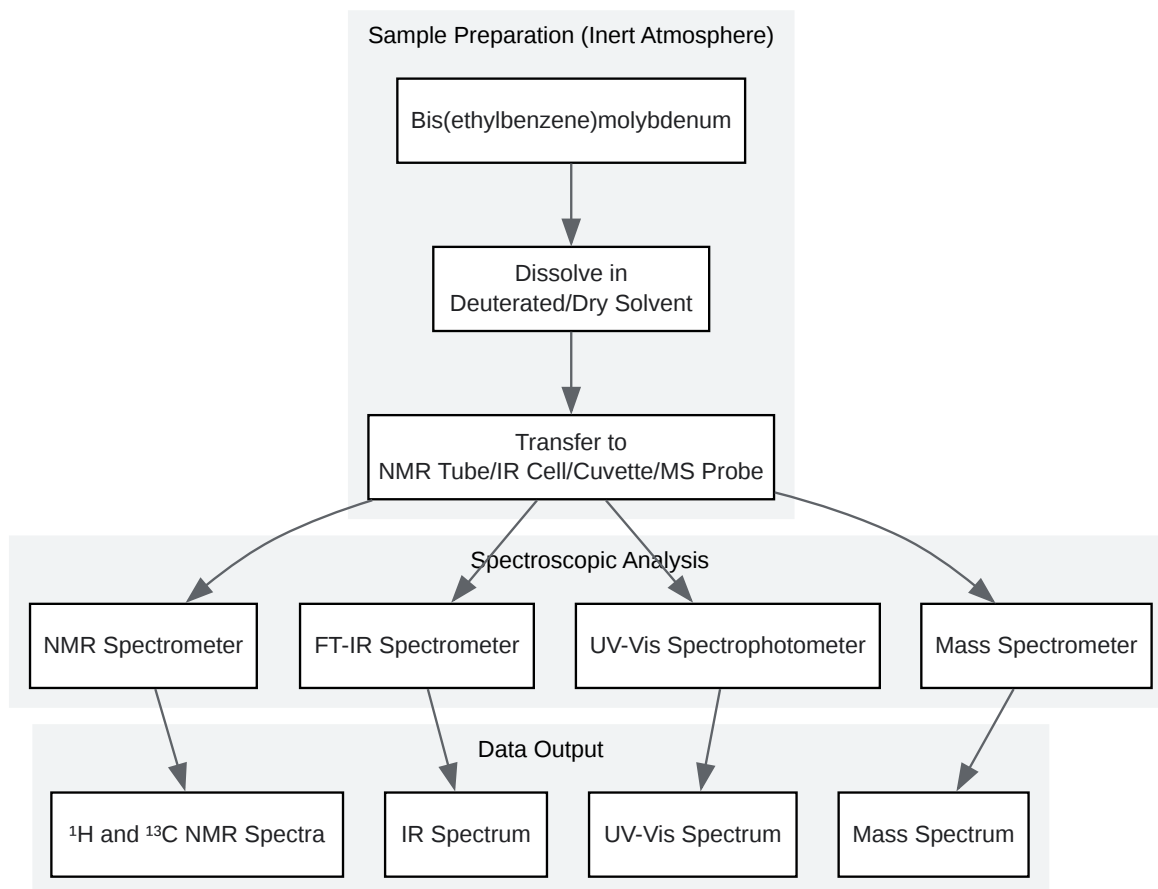 Sample Preparation (Inert Atmosphere)
Bis(ethylbenzene)molybdenum
Dissolve in
Deuterated/Dry Solvent
Transfer to
NMR Tube/IR Cell/Cuvette/MS Probe
Spectroscopic Analysis
NMR Spectrometer
FT-IR Spectrometer
UV-Vis Spectrophotometer
Mass Spectrometer
Data Output
¹H and ¹³C NMR Spectra
IR Spectrum
UV-Vis Spectrum
Mass Spectrum